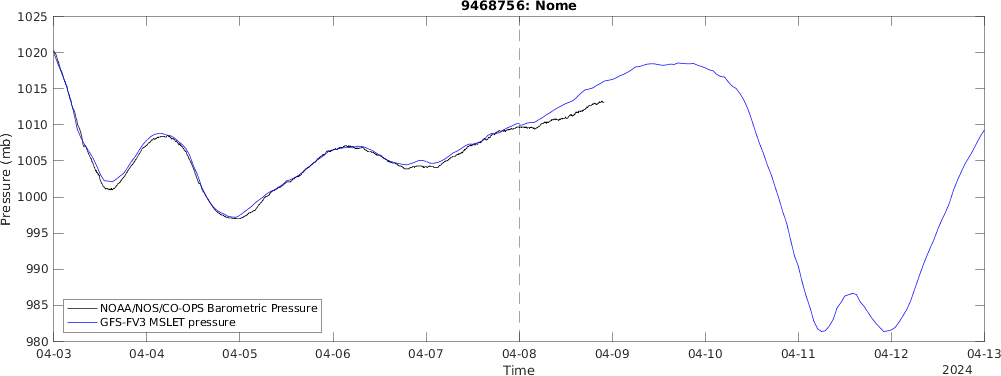 9468756: Nome
1025
1020
1015
1010
1005
1000
995
990
985
980
Pressure (mb)
NOAA/NOS/CO-OPS Barometric Pressure
GFS-FV3 MSLET pressure
04-03 04-04 04-05 04-06 04-07 04-08 04-09 04-10 04-11 04-12 04-13
Time
2024